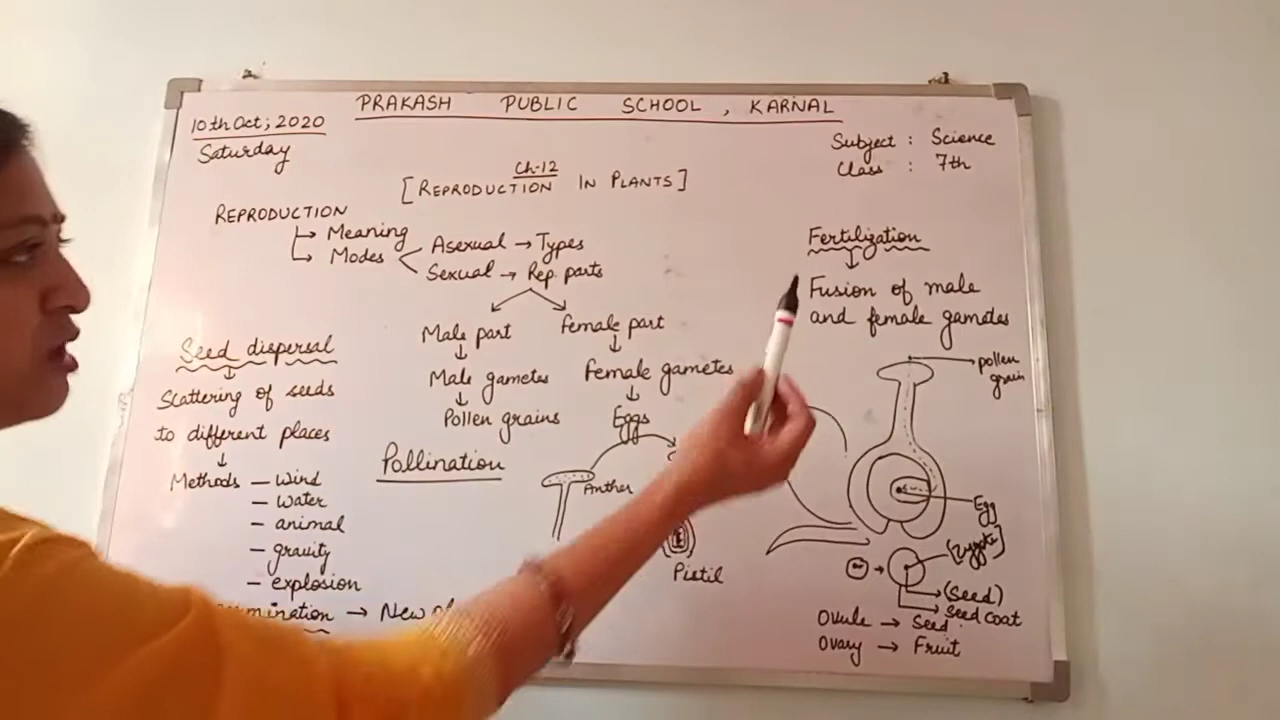 PRAKASH PUBLIC SCHOOL, KARNAL
10th Oct, 2020
Saturday
Subject : Science
Class : 7th
Ch-12
[REPRODUCTION IN PLANTS]
REPRODUCTION
Meaning
Modes
Asexual → Types
Sexual → Rep. parts
Male part
Female part
Male gametes
Female gametes
Pollen grains
Eggs
Seed dispersal
Scattering of seeds
to different places
Methods – Wind
– Water
– animal
– gravity
– explosion
→ New
Pollination
Anther
Pistil
Fertilization
Fusion of male
and female gametes
pollen
grain
Egg
(Zygote)
(Seed)
Seed coat
Ovule → Seed
Ovary → Fruit